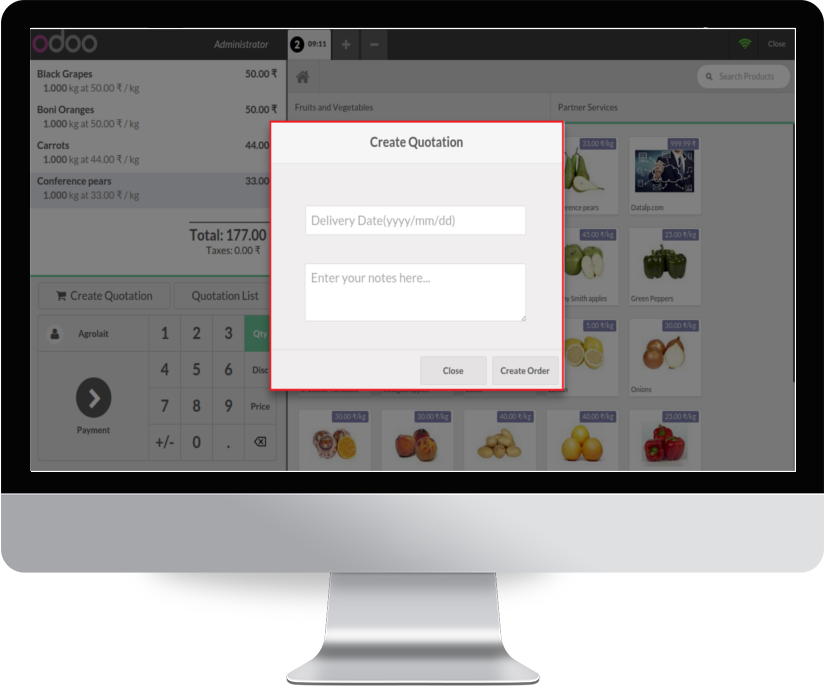 odoo
Administrator
2 09:11 + −
Close
Black Grapes 50.00 ₹
1.000 kg at 50.00 ₹ / kg
Boni Oranges 50.00 ₹
1.000 kg at 50.00 ₹ / kg
Carrots 44.00
1.000 kg at 44.00 ₹ / kg
Conference pears 33.00
1.000 kg at 33.00 ₹ / kg
Total: 177.00
Taxes: 0.00 ₹
Create Quotation
Quotation List
Agrolait
1 2 3 Qty
4 5 6 Disc
7 8 9 Price
+/- 0 .
Payment
Search Products
Fruits and Vegetables
Partner Services
Create Quotation
Delivery Date(yyyy/mm/dd)
Enter your notes here...
Close
Create Order
33.00 ₹/kg
999.99 ₹
rence pears
Datalp.com
45.00 ₹/kg
25.00 ₹/kg
ny Smith apples
Green Peppers
5.00 ₹/kg
30.00 ₹/kg
Onions
30.00 ₹/kg
30.00 ₹/kg
40.00 ₹/kg
40.00 ₹/kg
25.00 ₹/kg